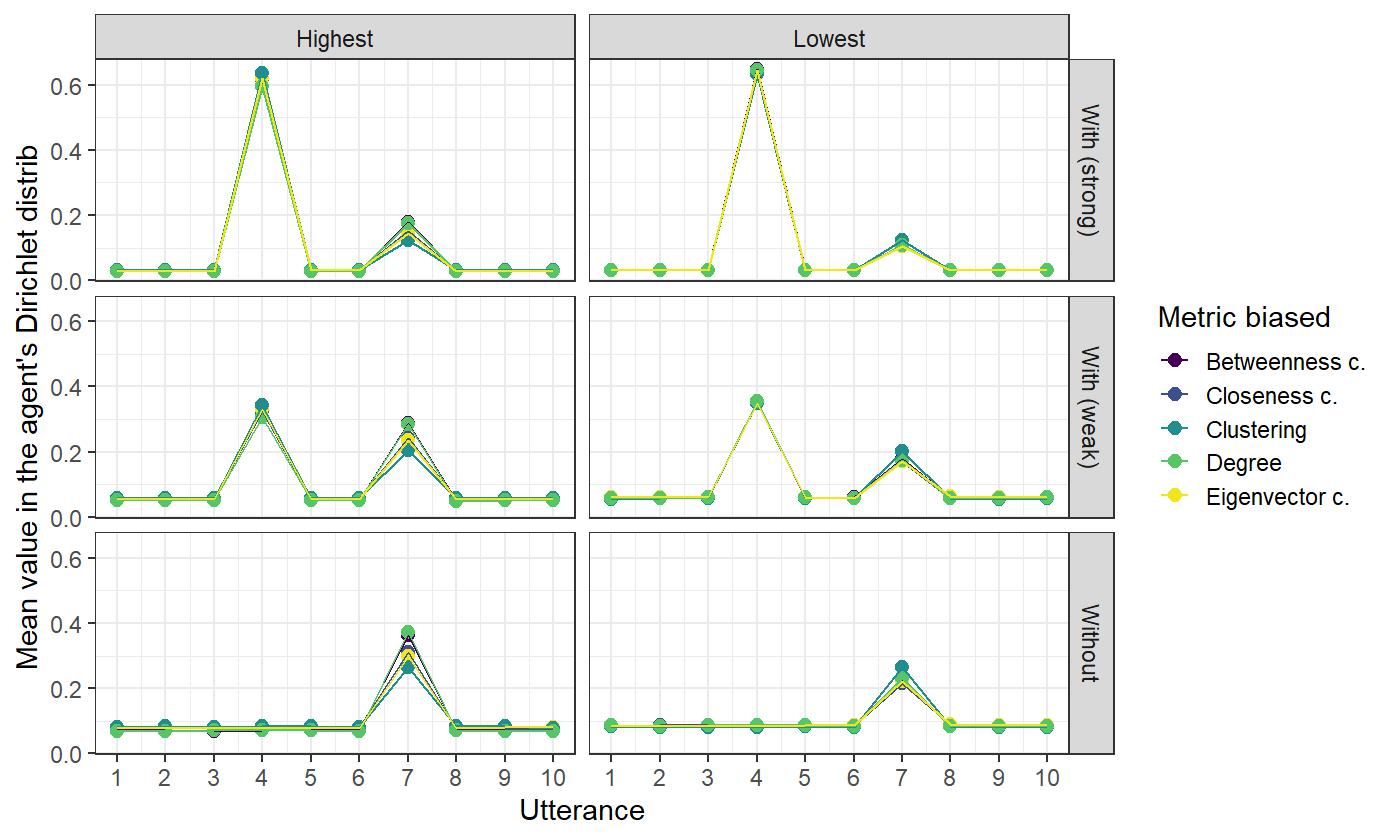 Highest
Lowest
Mean value in the agent's Dirichlet distrib
0.6
0.4
0.2
0.0
With (strong)
0.6
0.4
0.2
0.0
With (weak)
0.6
0.4
0.2
0.0
Without
1 2 3 4 5 6 7 8 9 10
1 2 3 4 5 6 7 8 9 10
Utterance
Metric biased
Betweenness c.
Closeness c.
Clustering
Degree
Eigenvector c.